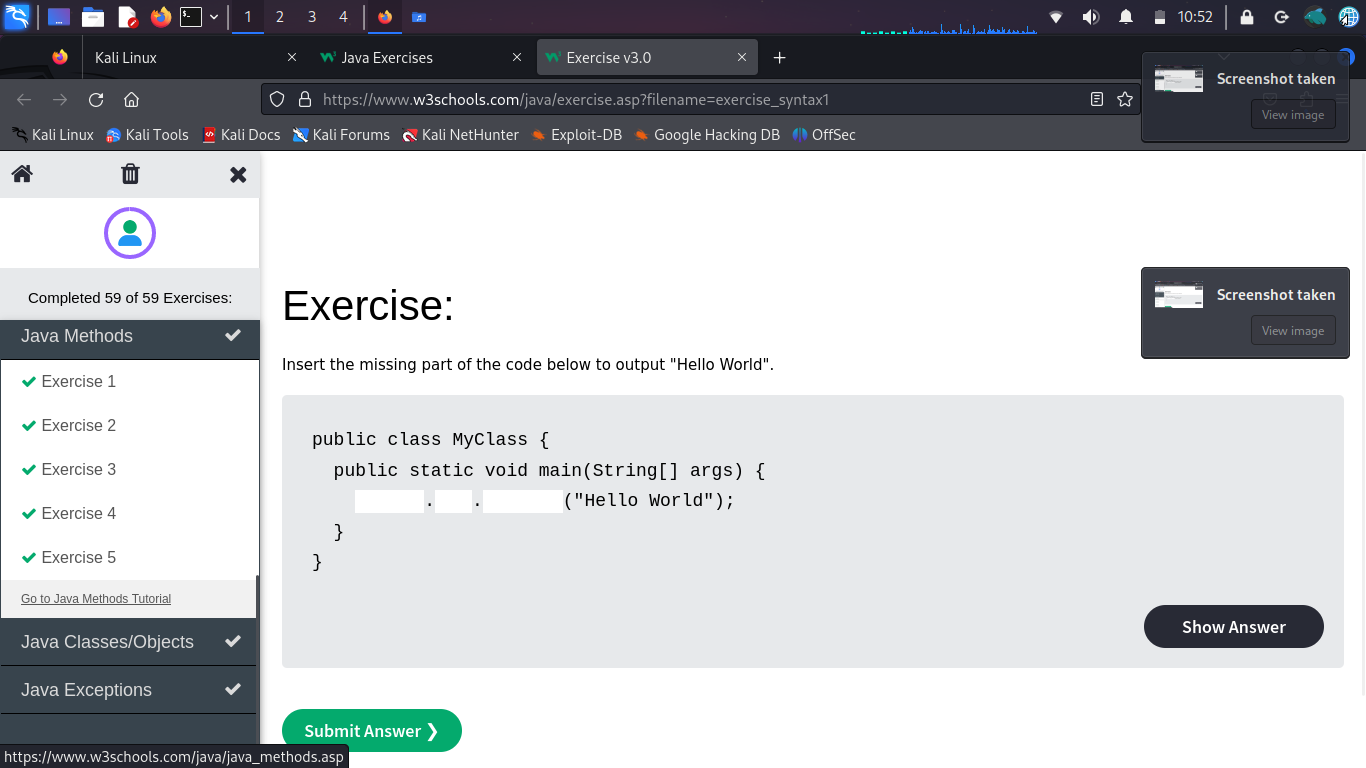 1 2 3 4 10:52
Kali Linux × Java Exercises × Exercise v3.0 × +
https://www.w3schools.com/java/exercise.asp?filename=exercise_syntax1
Kali Linux Kali Tools Kali Docs Kali Forums Kali NetHunter Exploit-DB Google Hacking DB OffSec
Screenshot taken
View image
Completed 59 of 59 Exercises:
Java Methods
Exercise 1
Exercise 2
Exercise 3
Exercise 4
Exercise 5
Go to Java Methods Tutorial
Java Classes/Objects
Java Exceptions
https://www.w3schools.com/java/java_methods.asp
Exercise:
Screenshot taken
View image
Insert the missing part of the code below to output "Hello World".
public class MyClass {
public static void main(String[] args) {
. . ("Hello World");
}
}
Show Answer
Submit Answer ❯